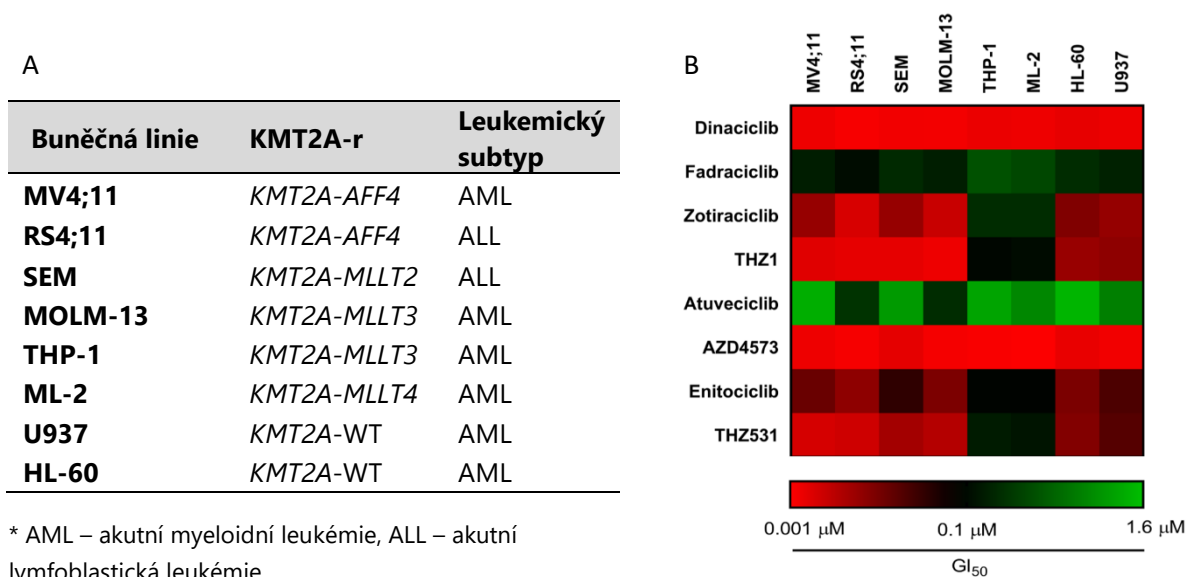 A
Buněčná linie KMT2A-r Leukemický
subtyp
MV4;11 KMT2A-AFF4 AML
RS4;11 KMT2A-AFF4 ALL
SEM KMT2A-MLLT2 ALL
MOLM-13 KMT2A-MLLT3 AML
THP-1 KMT2A-MLLT3 AML
ML-2 KMT2A-MLLT4 AML
U937 KMT2A-WT AML
HL-60 KMT2A-WT AML
* AML – akutní myeloidní leukémie, ALL – akutní
lymfoblastická leukémie
B
MV4;11
RS4;11
SEM
MOLM-13
THP-1
ML-2
HL-60
U937
Dinaciclib
Fadraciclib
Zotiraciclib
THZ1
Atuveciclib
AZD4573
Enitociclib
THZ531
0.001 µM 0.1 µM 1.6 µM
GI50